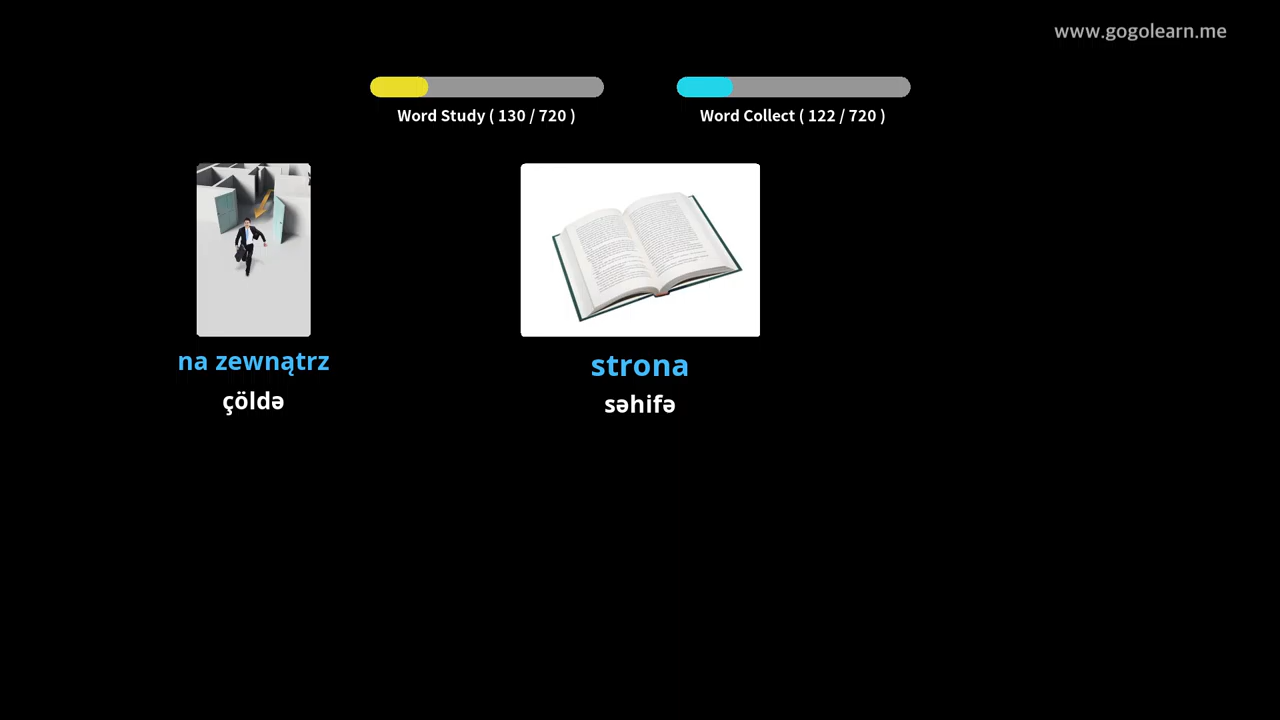 www.gogolearn.me
Word Study ( 130 / 720 )
Word Collect ( 122 / 720 )
na zewnątrz
çöldə
strona
səhifə